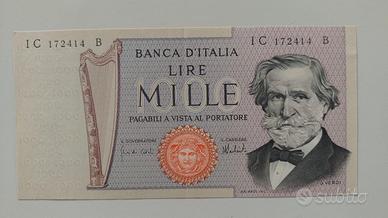 IC 172414 B
IC 172414 B
BANCA D'ITALIA
LIRE
MILLE
PAGABILI A VISTA AL PORTATORE
IL GOVERNATORE
IL CASSIERE
G. VERDI
subito